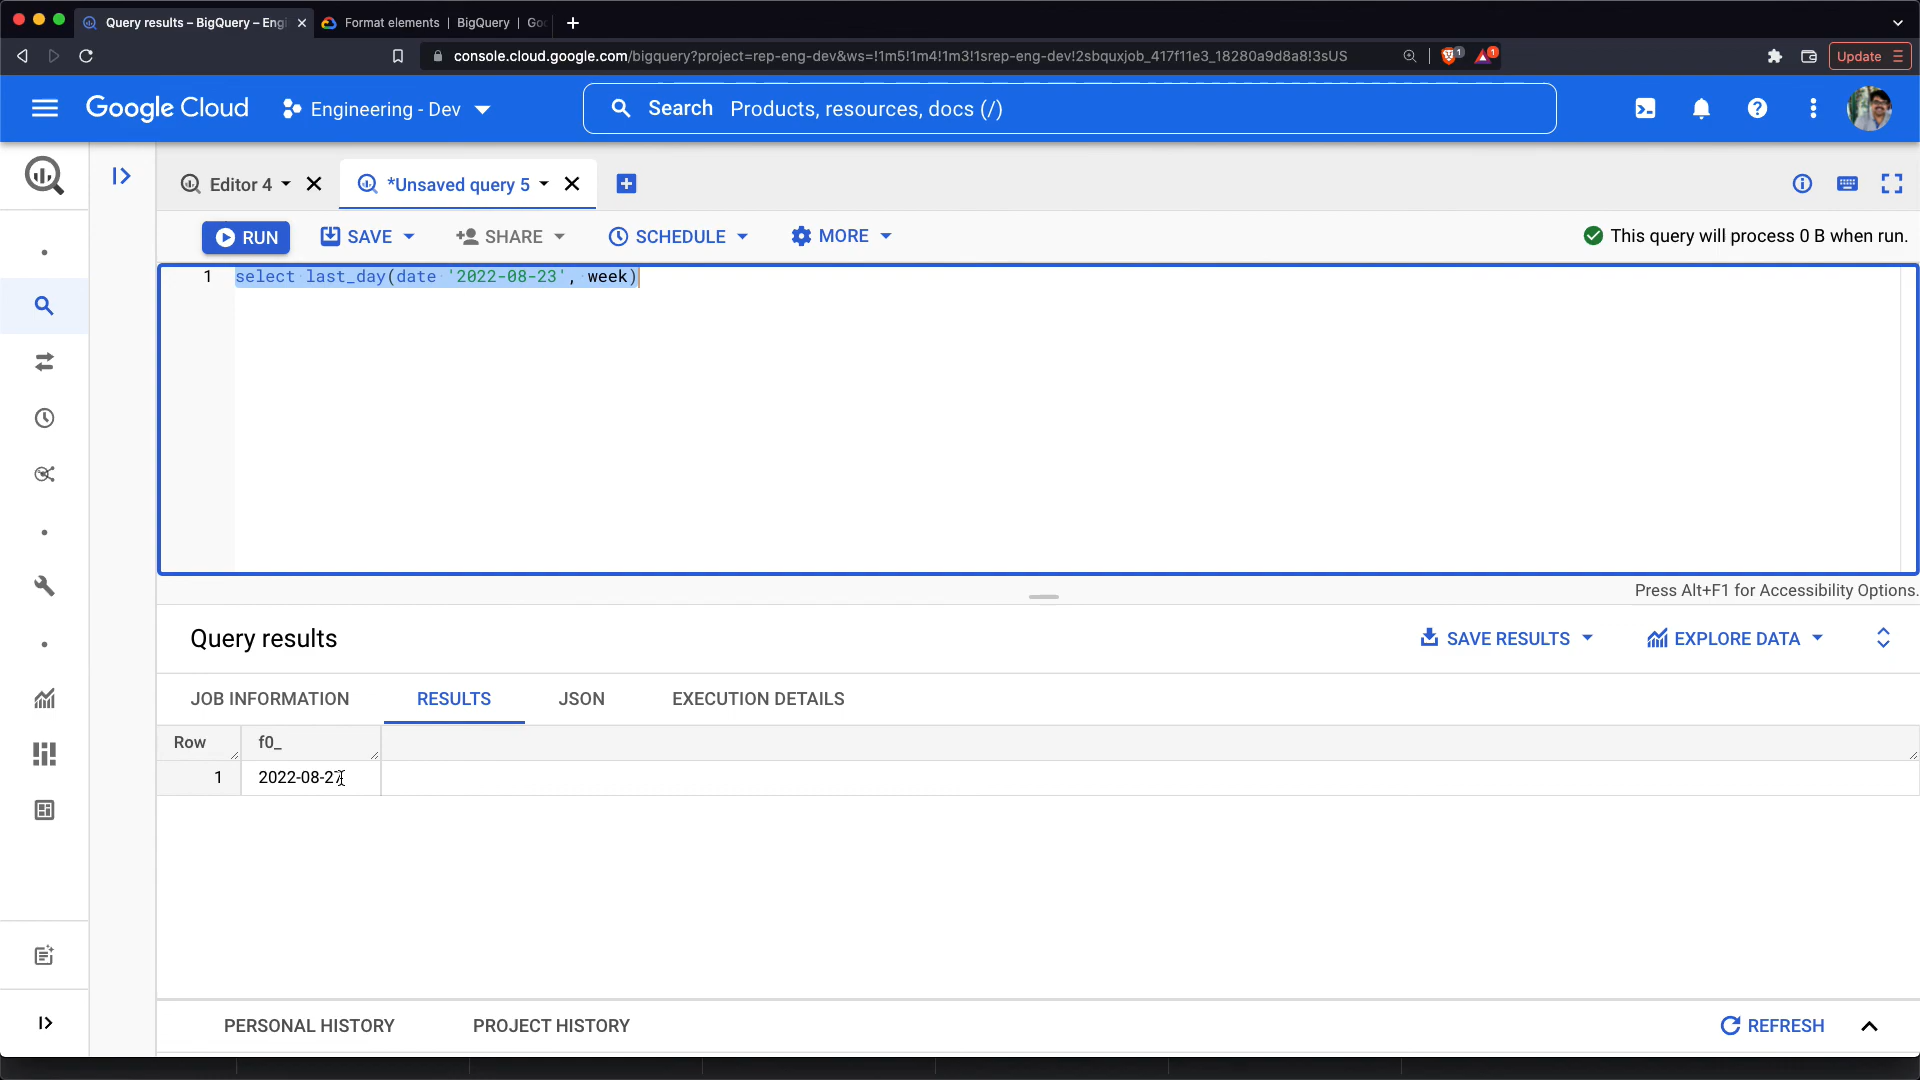 Query results – BigQuery – Engi
Format elements | BigQuery | Goo
console.cloud.google.com/bigquery?project=rep-eng-dev&ws=!1m5!1m4!1m3!1srep-eng-dev!2sbquxjob_417f11e3_18280a9d8a8!3sUS
1
1
Update
Google Cloud
Engineering - Dev
Search Products, resources, docs (/)
Editor 4
*Unsaved query 5
RUN
SAVE
SHARE
SCHEDULE
MORE
This query will process 0 B when run.
1 select last_day(date '2022-08-23', week)
Press Alt+F1 for Accessibility Options.
Query results
SAVE RESULTS
EXPLORE DATA
JOB INFORMATION
RESULTS
JSON
EXECUTION DETAILS
Row f0_
1 2022-08-27
PERSONAL HISTORY
PROJECT HISTORY
REFRESH